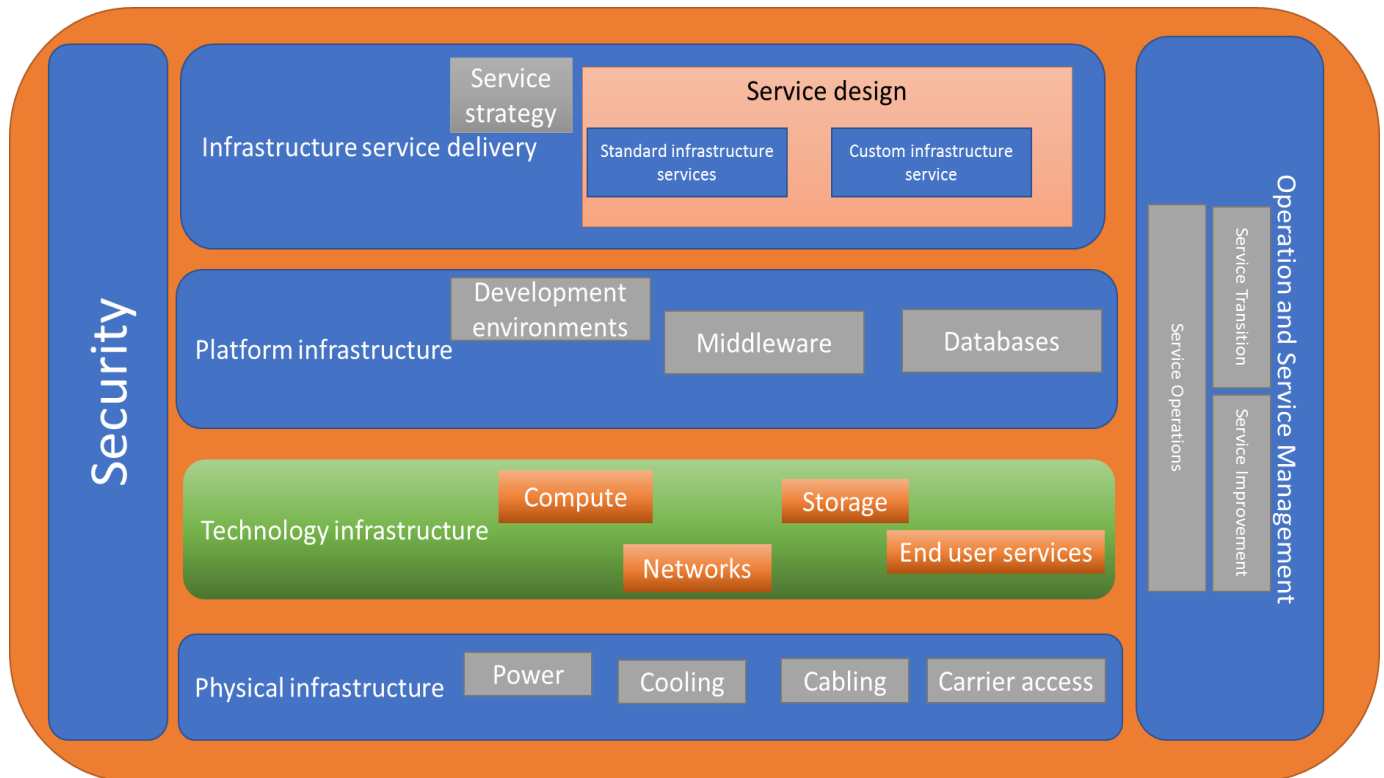 Security
Infrastructure service delivery
Service
strategy
Service design
Standard infrastructure
services
Custom infrastructure
service
Platform infrastructure
Development
environments
Middleware
Databases
Technology infrastructure
Compute
Storage
Networks
End user services
Physical infrastructure
Power
Cooling
Cabling
Carrier access
Operation and Service Management
Service Operations
Service Transition
Service Improvement